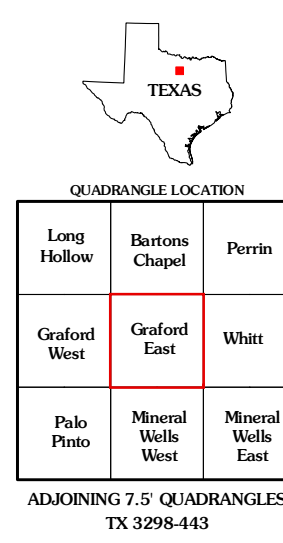 TEXAS
QUADRANGLE LOCATION
Long
Hollow
Bartons
Chapel
Perrin
Graford
West
Graford
East
Whitt
Palo
Pinto
Mineral
Wells
West
Mineral
Wells
East
ADJOINING 7.5' QUADRANGLES
TX 3298-443